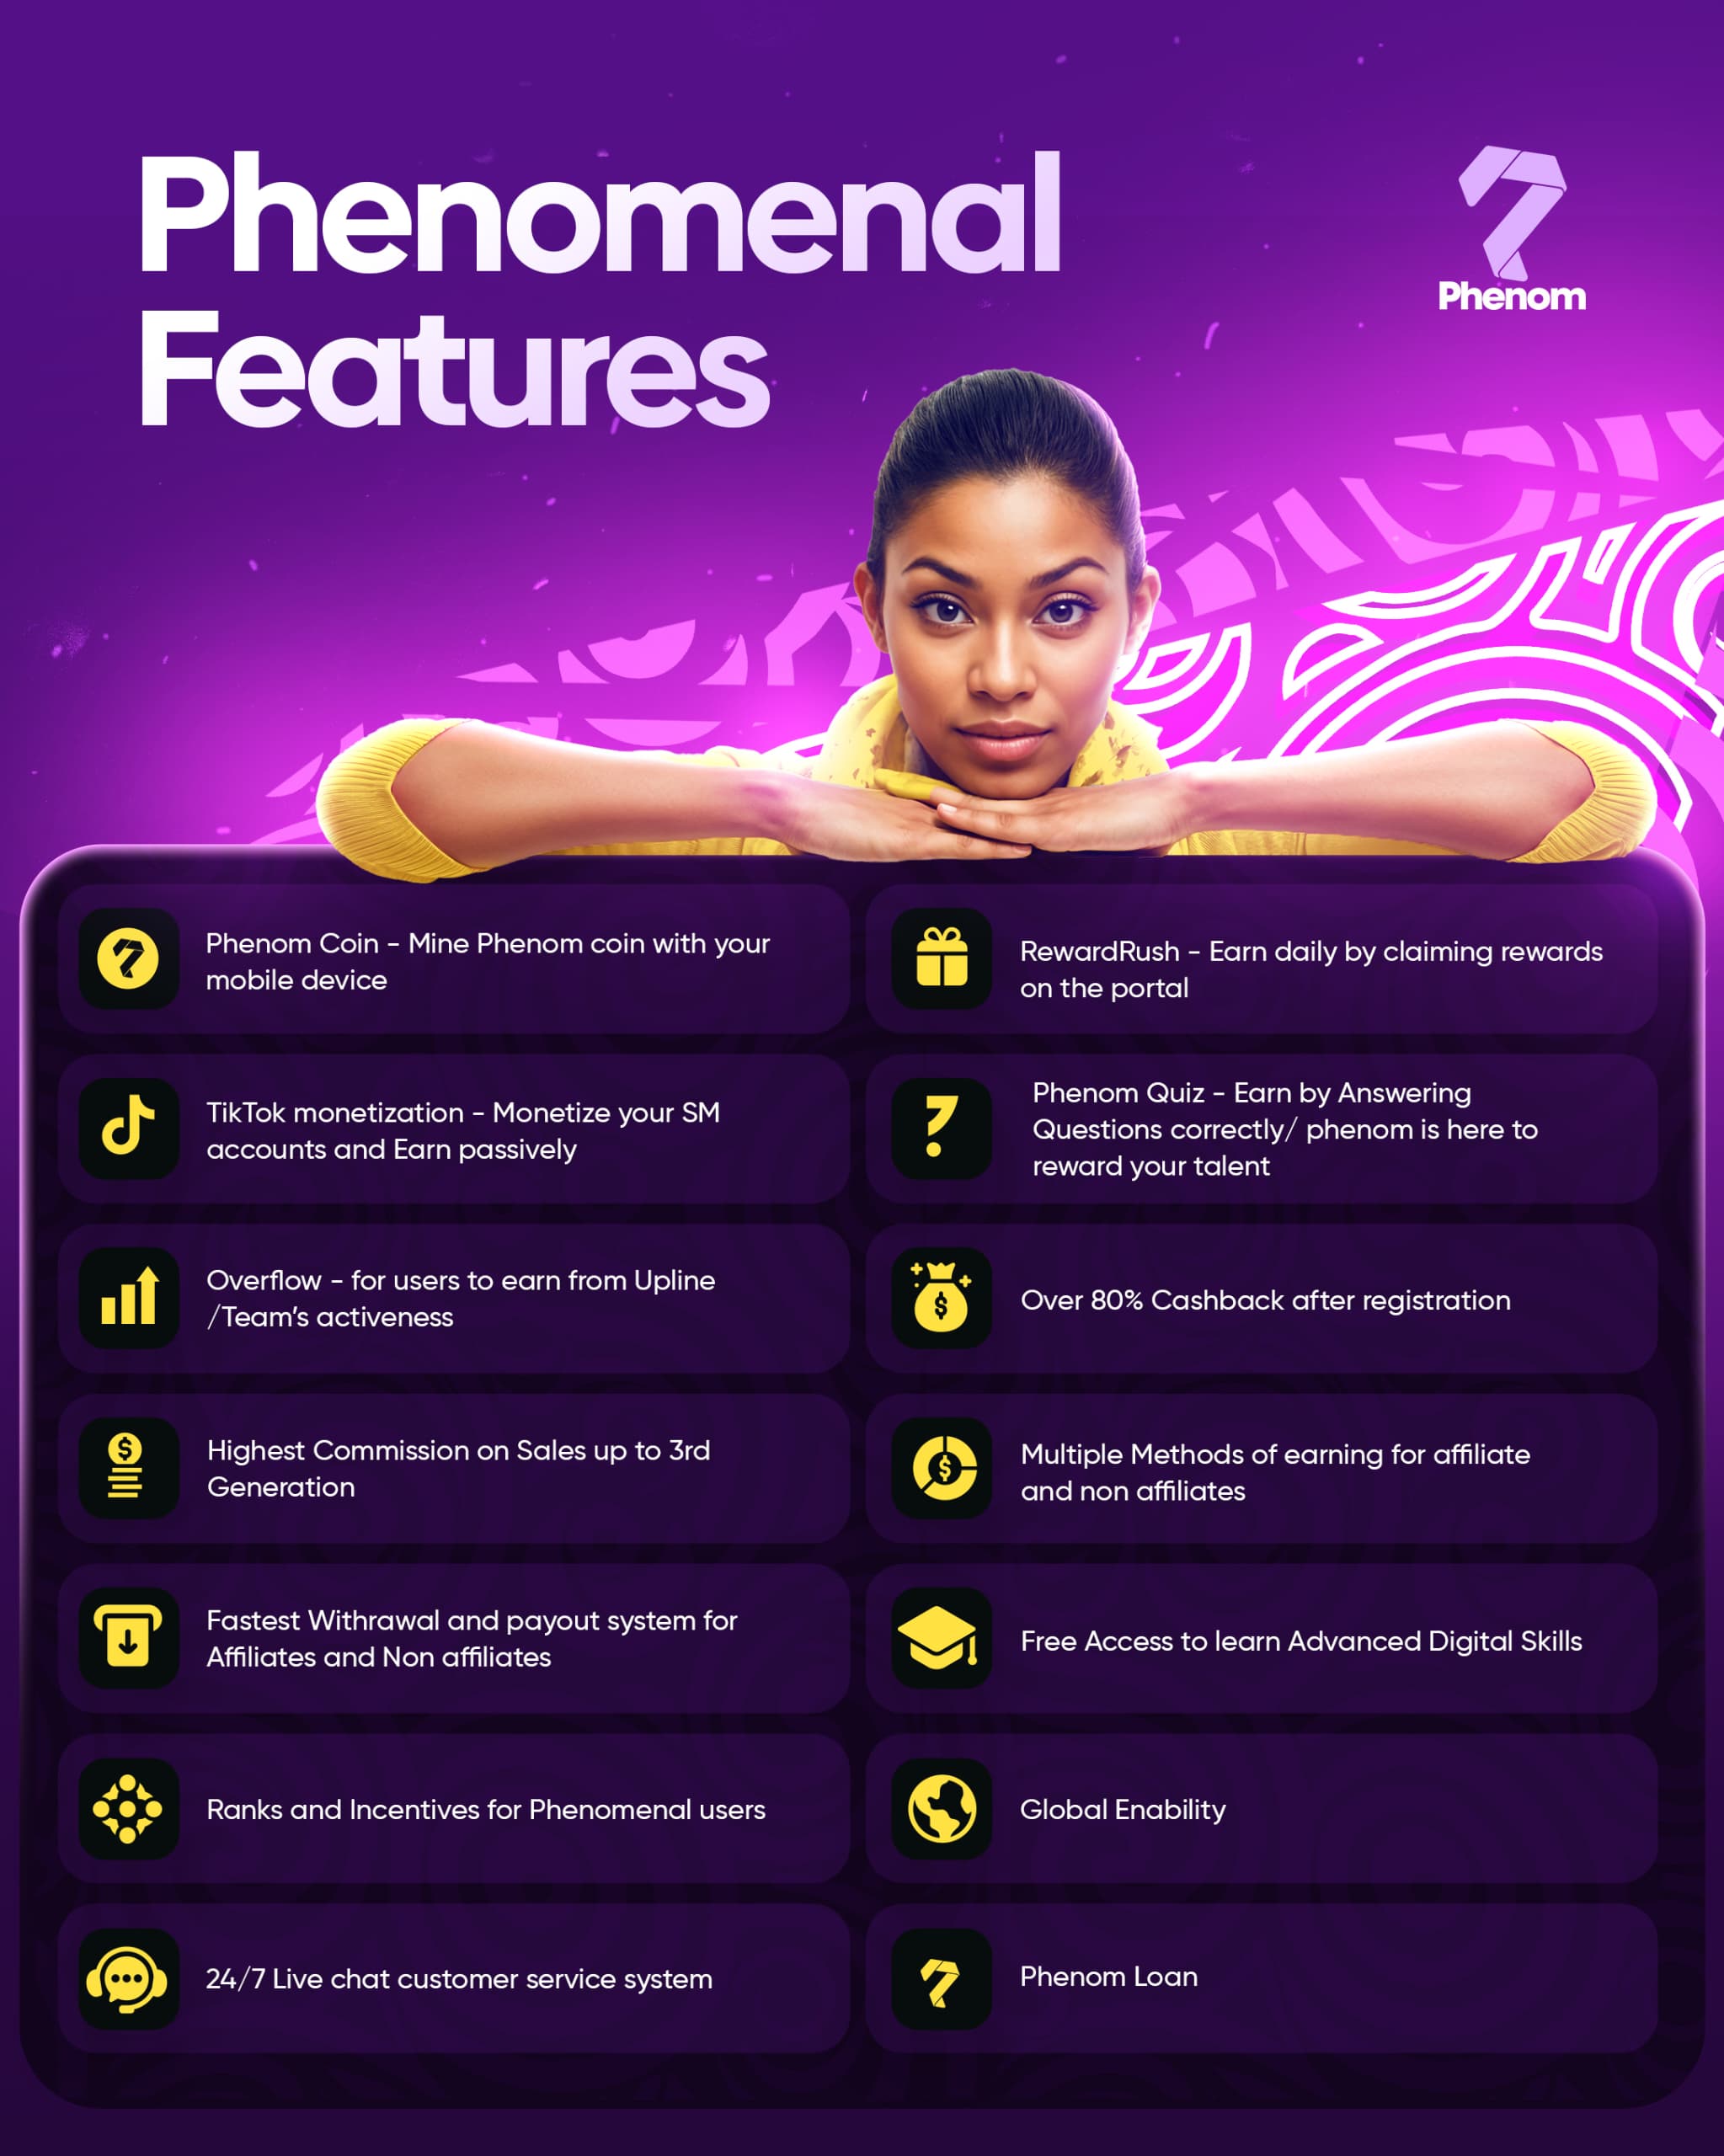 Phenomenal
Features
Phenom
Phenom Coin - Mine Phenom coin with your
mobile device
RewardRush - Earn daily by claiming rewards
on the portal
TikTok monetization - Monetize your SM
accounts and Earn passively
Phenom Quiz - Earn by Answering
Questions correctly/ phenom is here to
reward your talent
Overflow - for users to earn from Upline
/Team's activeness
Over 80% Cashback after registration
Highest Commission on Sales up to 3rd
Generation
Multiple Methods of earning for affiliate
and non affiliates
Fastest Withrawal and payout system for
Affiliates and Non affiliates
Free Access to learn Advanced Digital Skills
Ranks and Incentives for Phenomenal users
Global Enability
24/7 Live chat customer service system
Phenom Loan